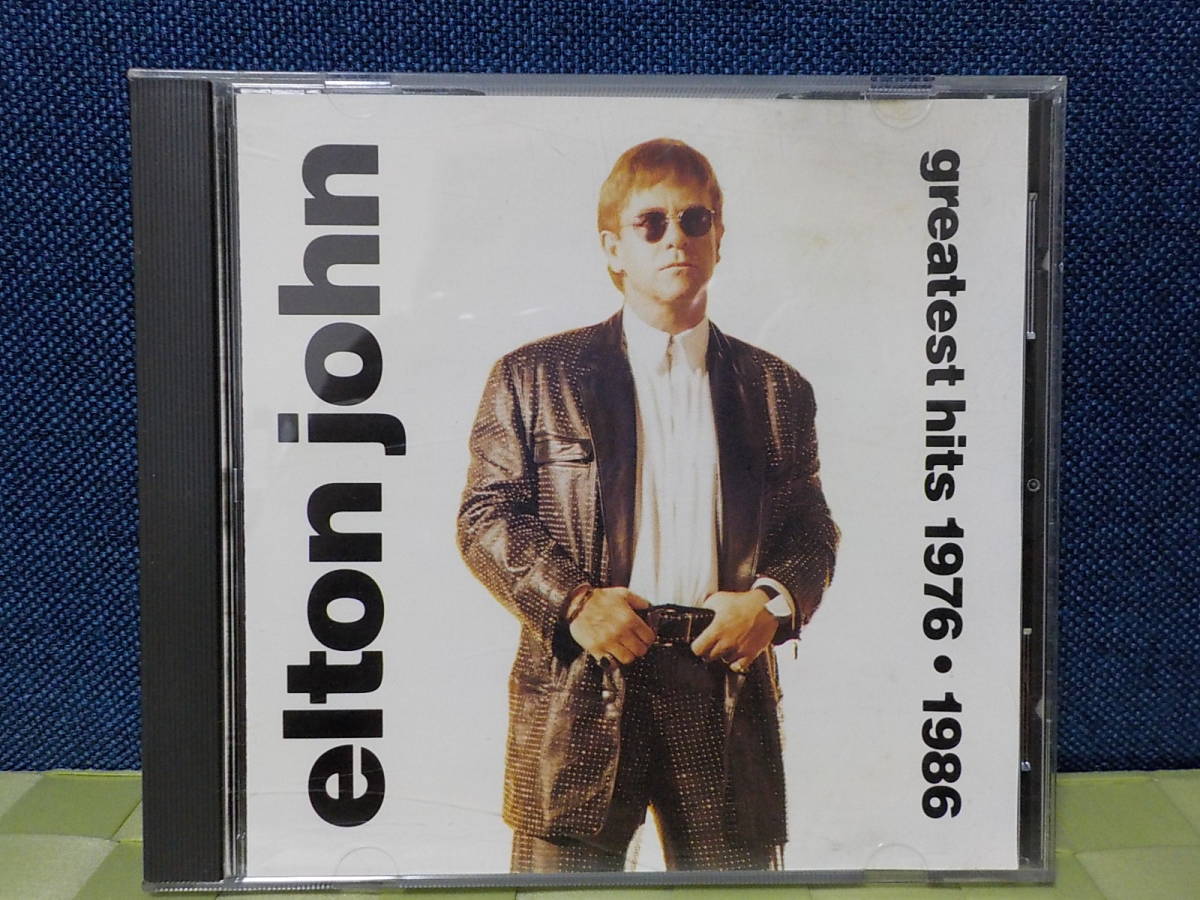 elton john
greatest hits 1976 • 1986